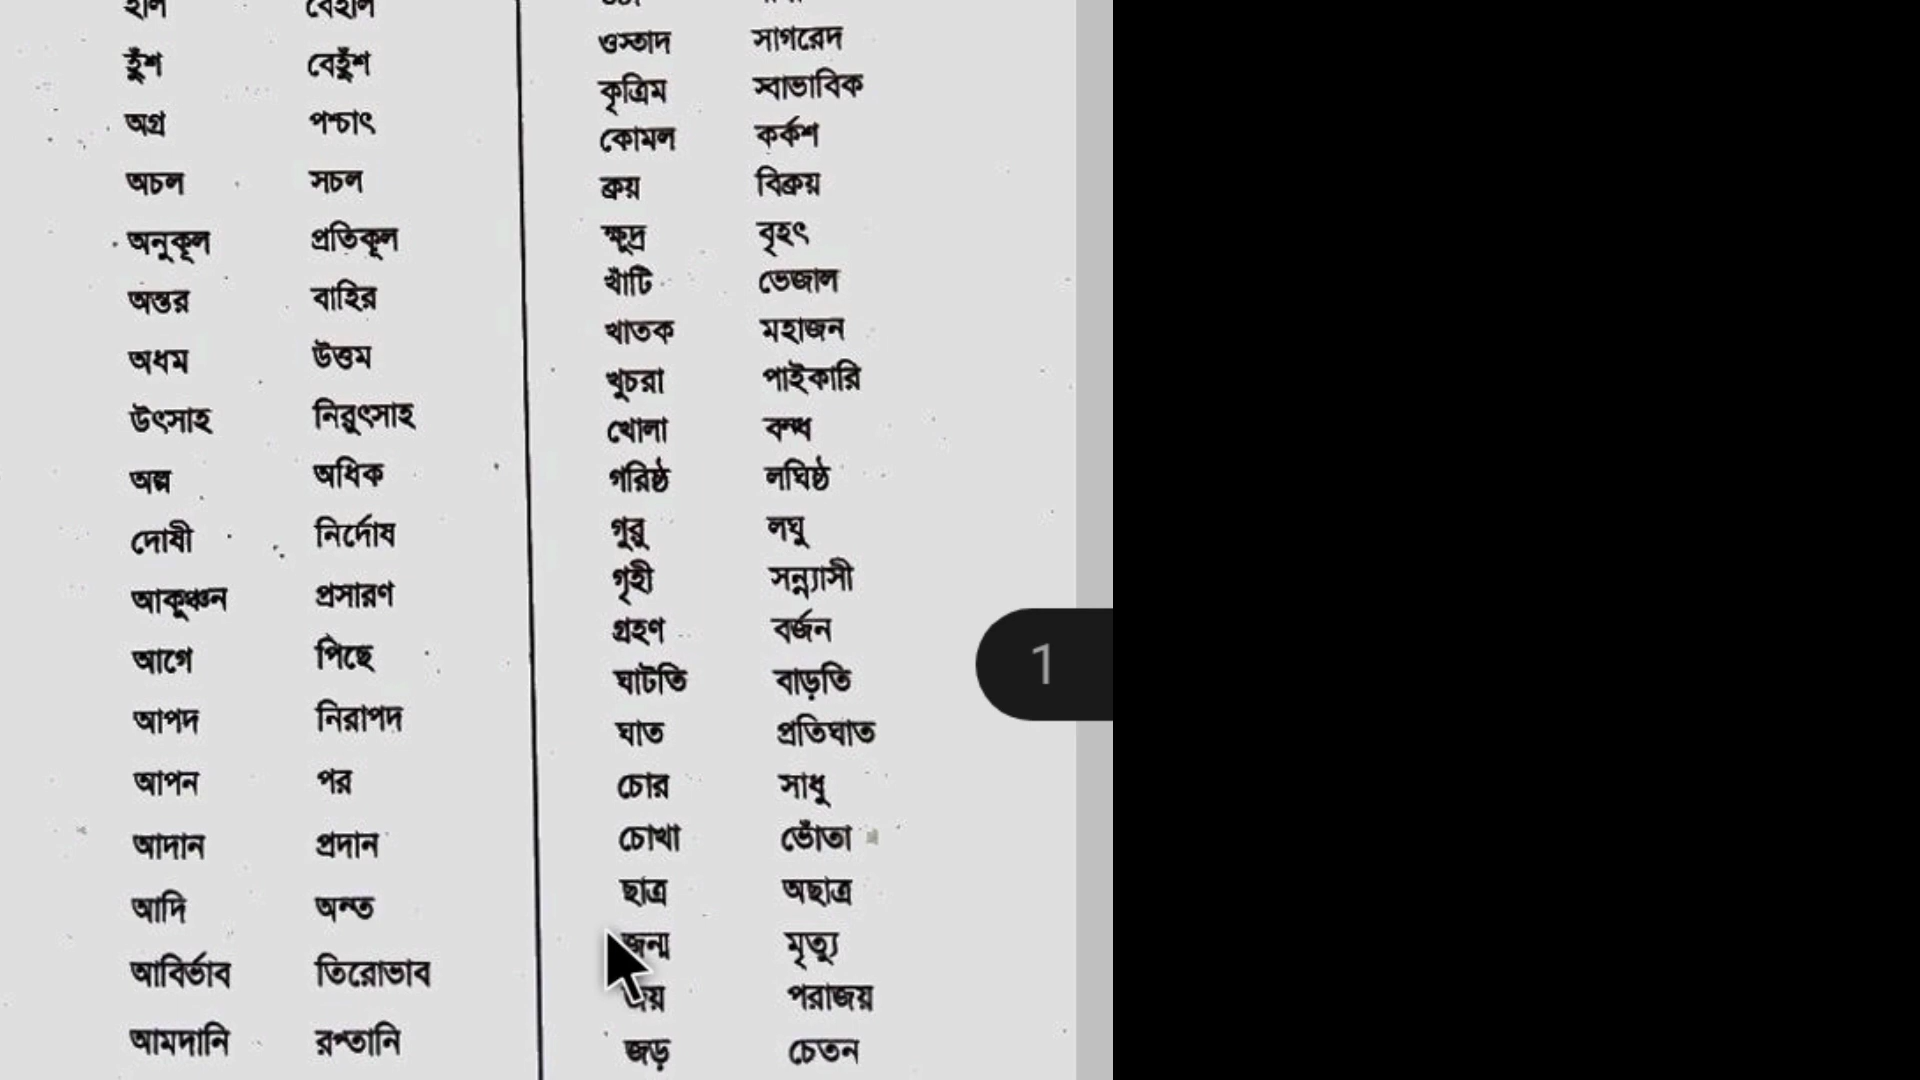 হাল বেহাল
হুঁশ বেহুঁশ
অগ্র পশ্চাৎ
অচল সচল
অনুকূল প্রতিকূল
অন্তর বাহির
অধম উত্তম
উৎসাহ নিরুৎসাহ
অল্প অধিক
দোষী নির্দোষ
আকুঞ্চন প্রসারণ
আগে পিছে
আপদ নিরাপদ
আপন পর
আদান প্রদান
আদি অন্ত
আবির্ভাব তিরোভাব
আমদানি রপ্তানি
ওস্তাদ সাগরেদ
কৃত্রিম স্বাভাবিক
কোমল কর্কশ
ক্রয় বিক্রয়
ক্ষুদ্র বৃহৎ
খাঁটি ভেজাল
খাতক মহাজন
খুচরা পাইকারি
খোলা বন্ধ
গরিষ্ঠ লঘিষ্ঠ
গুরু লঘু
গৃহী সন্ন্যাসী
গ্রহণ বর্জন
ঘাটতি বাড়তি
ঘাত প্রতিঘাত
চোর সাধু
চোখা ভোঁতা
ছাত্র অছাত্র
জন্ম মৃত্যু
জয় পরাজয়
জড় চেতন
1